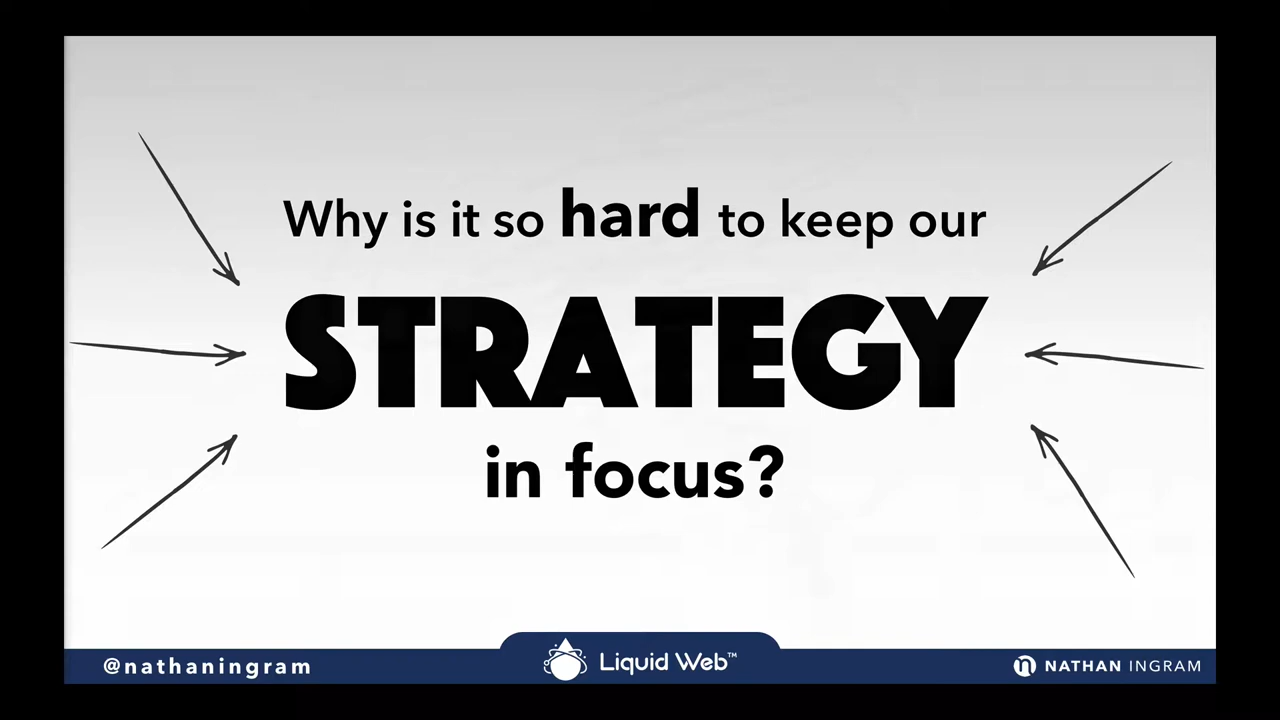 Why is it so hard to keep our
STRATEGY
in focus?
@nathaningram
Liquid Web™
n NATHAN INGRAM